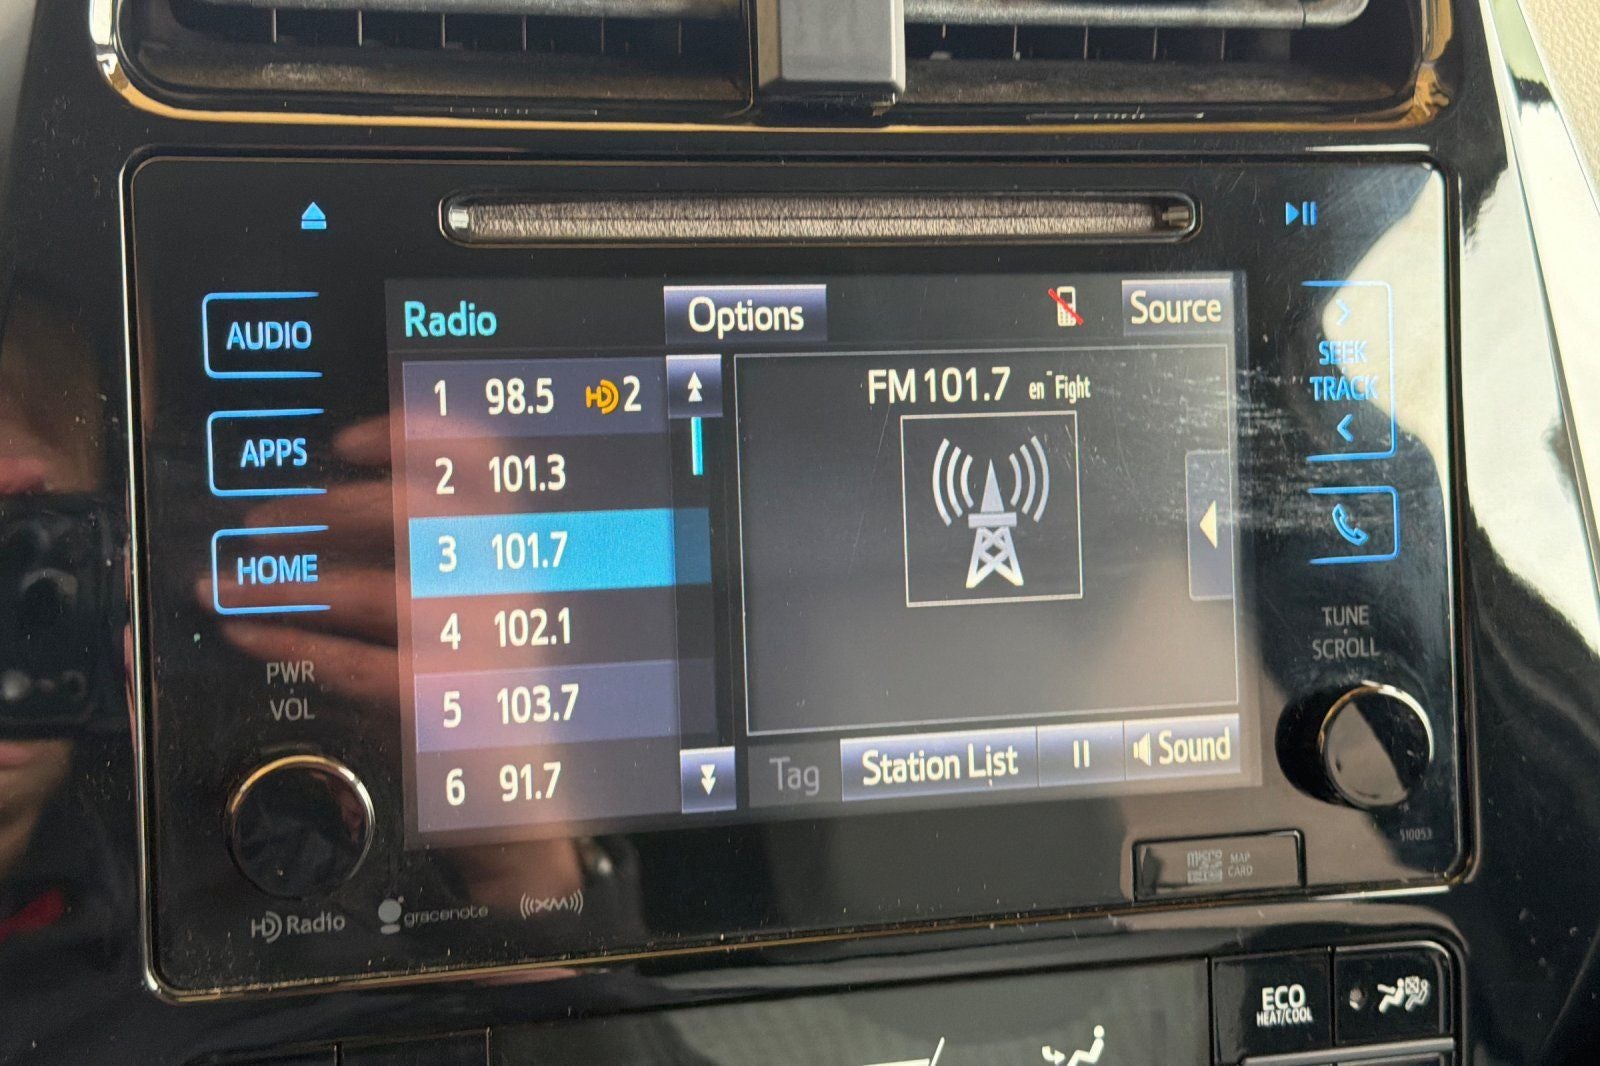 Radio Options Source
1 98.5 HD 2
2 101.3
3 101.7
4 102.1
5 103.7
6 91.7
FM 101.7 en¯Fight
Tag Station List Sound
AUDIO
APPS
HOME
PWR
VOL
SEEK
TRACK
TUNE
SCROLL
510053
HD Radio gracenote ((XM))
micro MAP
CARD
ECO
HEAT/COOL